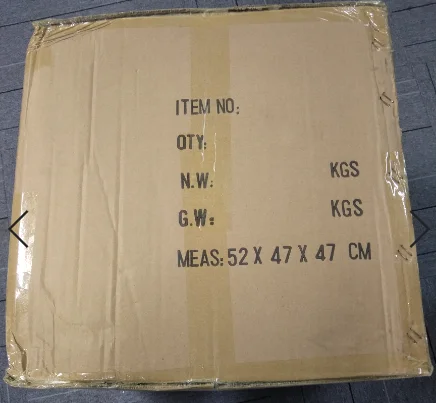 ITEM NO:
QTY:
N.W: KGS
G.W: KGS
MEAS: 52 X 47 X 47 CM